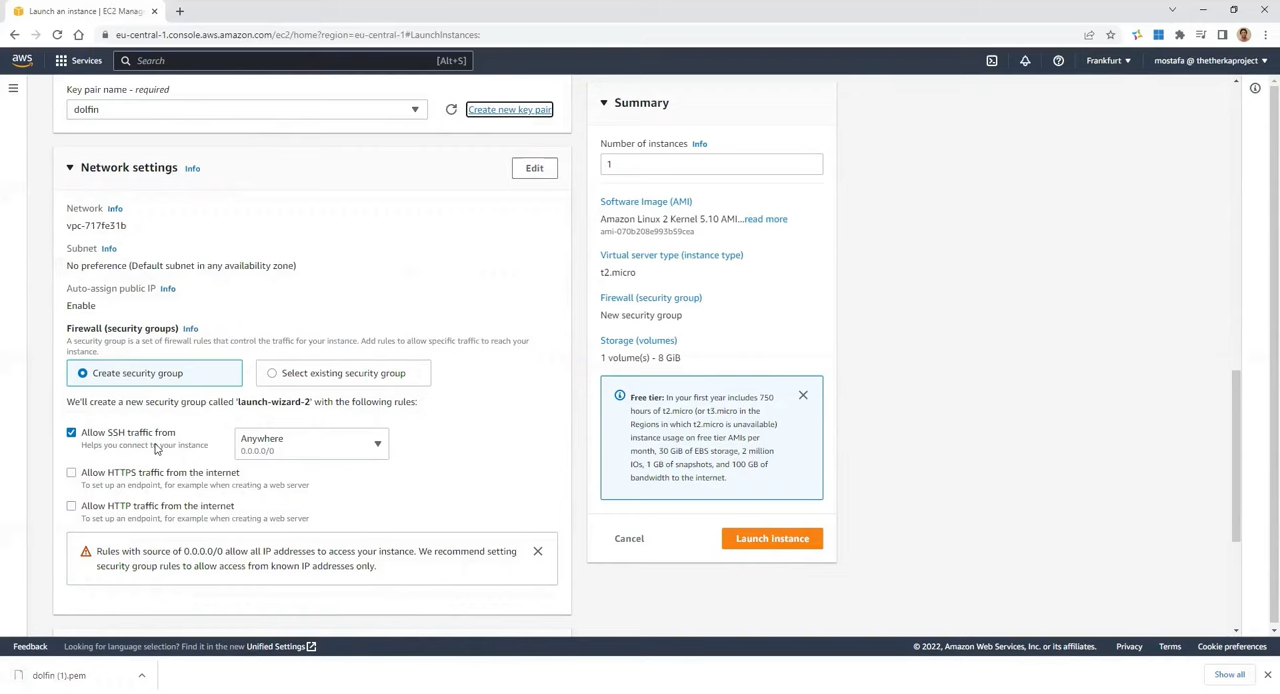 Launch an instance | EC2 Manag
eu-central-1.console.aws.amazon.com/ec2/home?region=eu-central-1#LaunchInstances:
aws
Services
Search
[Alt+S]
Frankfurt
mostafa @ thetherkaproject
Key pair name - required
dolfin
Create new key pair
Network settings Info
Edit
Network Info
vpc-717fe31b
Subnet Info
No preference (Default subnet in any availability zone)
Auto-assign public IP Info
Enable
Firewall (security groups) Info
A security group is a set of firewall rules that control the traffic for your instance. Add rules to allow specific traffic to reach your
instance.
Create security group
Select existing security group
We'll create a new security group called 'launch-wizard-2' with the following rules:
Allow SSH traffic from
Helps you connect to your instance
Anywhere
0.0.0.0/0
Allow HTTPS traffic from the internet
To set up an endpoint, for example when creating a web server
Allow HTTP traffic from the internet
To set up an endpoint, for example when creating a web server
Rules with source of 0.0.0.0/0 allow all IP addresses to access your instance. We recommend setting
security group rules to allow access from known IP addresses only.
Summary
Number of instances Info
1
Software Image (AMI)
Amazon Linux 2 Kernel 5.10 AMI...read more
ami-070b208e993b59cea
Virtual server type (instance type)
t2.micro
Firewall (security group)
New security group
Storage (volumes)
1 volume(s) - 8 GiB
Free tier: In your first year includes 750
hours of t2.micro (or t3.micro in the
Regions in which t2.micro is unavailable)
instance usage on free tier AMIs per
month, 30 GiB of EBS storage, 2 million
IOs, 1 GB of snapshots, and 100 GB of
bandwidth to the internet.
Cancel
Launch instance
Feedback
Looking for language selection? Find it in the new Unified Settings
© 2022, Amazon Web Services, Inc. or its affiliates.
Privacy
Terms
Cookie preferences
dolfin (1).pem
Show all